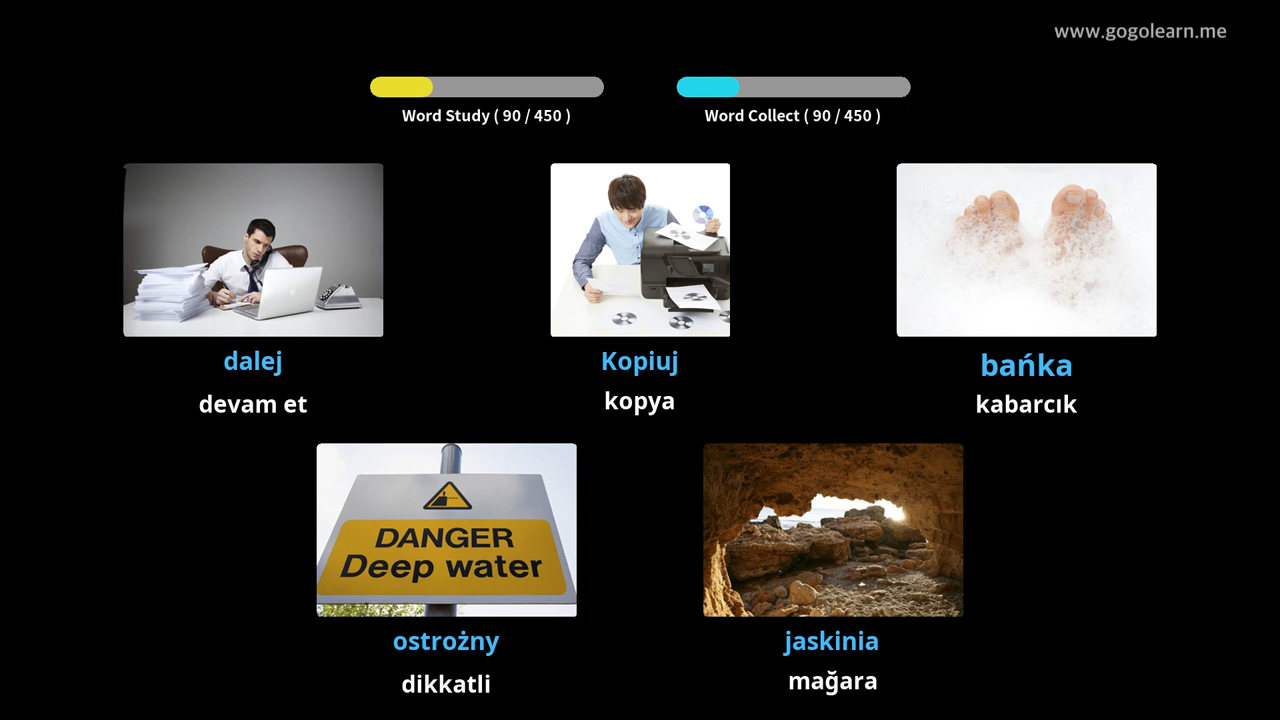 www.gogolearn.me
Word Study ( 90 / 450 )
Word Collect ( 90 / 450 )
dalej
devam et
Kopiuj
kopya
bańka
kabarcık
DANGER
Deep water
ostrożny
dikkatli
jaskinia
mağara